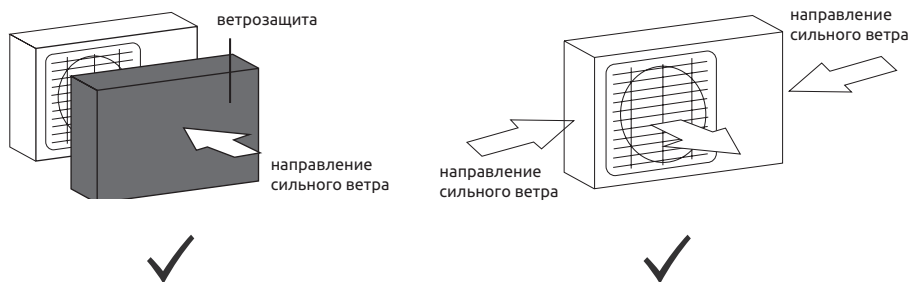 ветрозащита
направление
сильного ветра
направление
сильного ветра
направление
сильного ветра